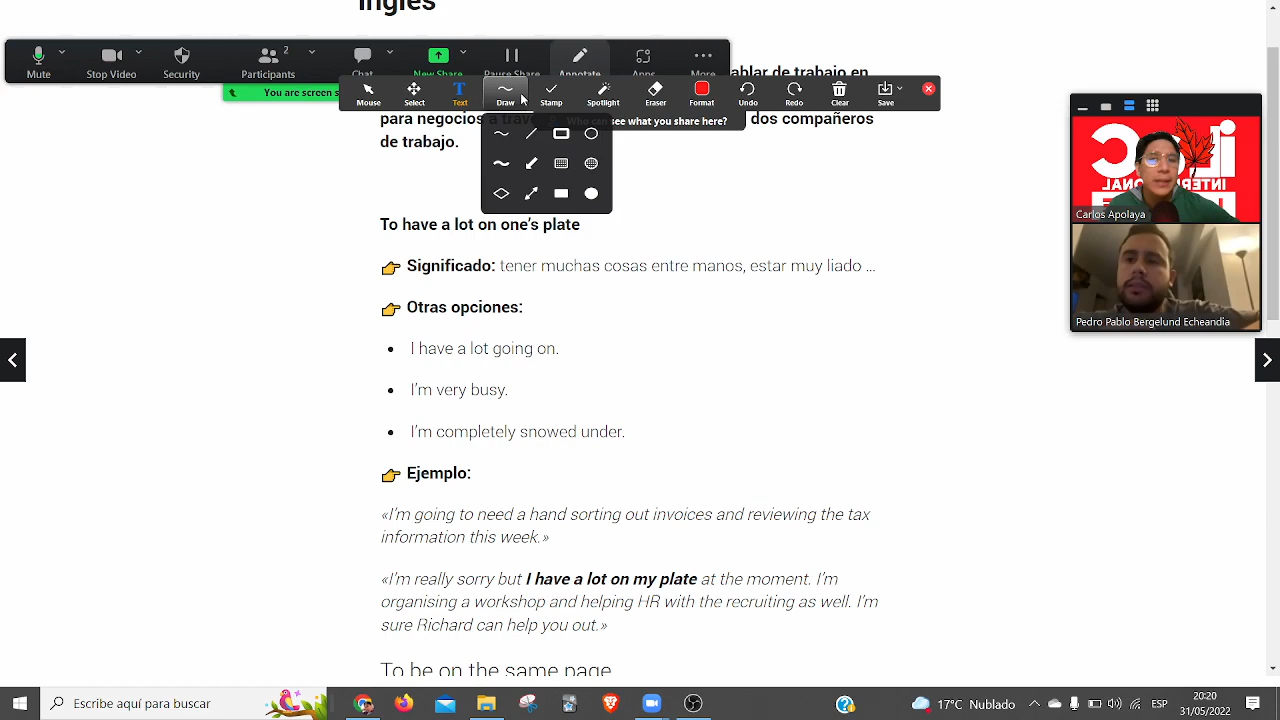 inglés
2
Mute Stop Video Security Participants Chat New Share Pause Share Annotate Apps More
ablar de trabajo en
You are screen s
Mouse Select Text Draw Stamp Spotlight Eraser Format Undo Redo Clear Save
para negocios a trav Who can see what you share here? dos compañeros
de trabajo.
To have a lot on one's plate
Significado: tener muchas cosas entre manos, estar muy liado ...
Otras opciones:
I have a lot going on.
I'm very busy.
I'm completely snowed under.
Ejemplo:
«I'm going to need a hand sorting out invoices and reviewing the tax
information this week.»
«I'm really sorry but I have a lot on my plate at the moment. I'm
organising a workshop and helping HR with the recruiting as well. I'm
sure Richard can help you out.»
To be on the same page
INTERNATIONAL
Carlos Apolaya
Pedro Pablo Bergelund Echeandia
Escribe aquí para buscar
17°C Nublado
ESP
20:20
31/05/2022